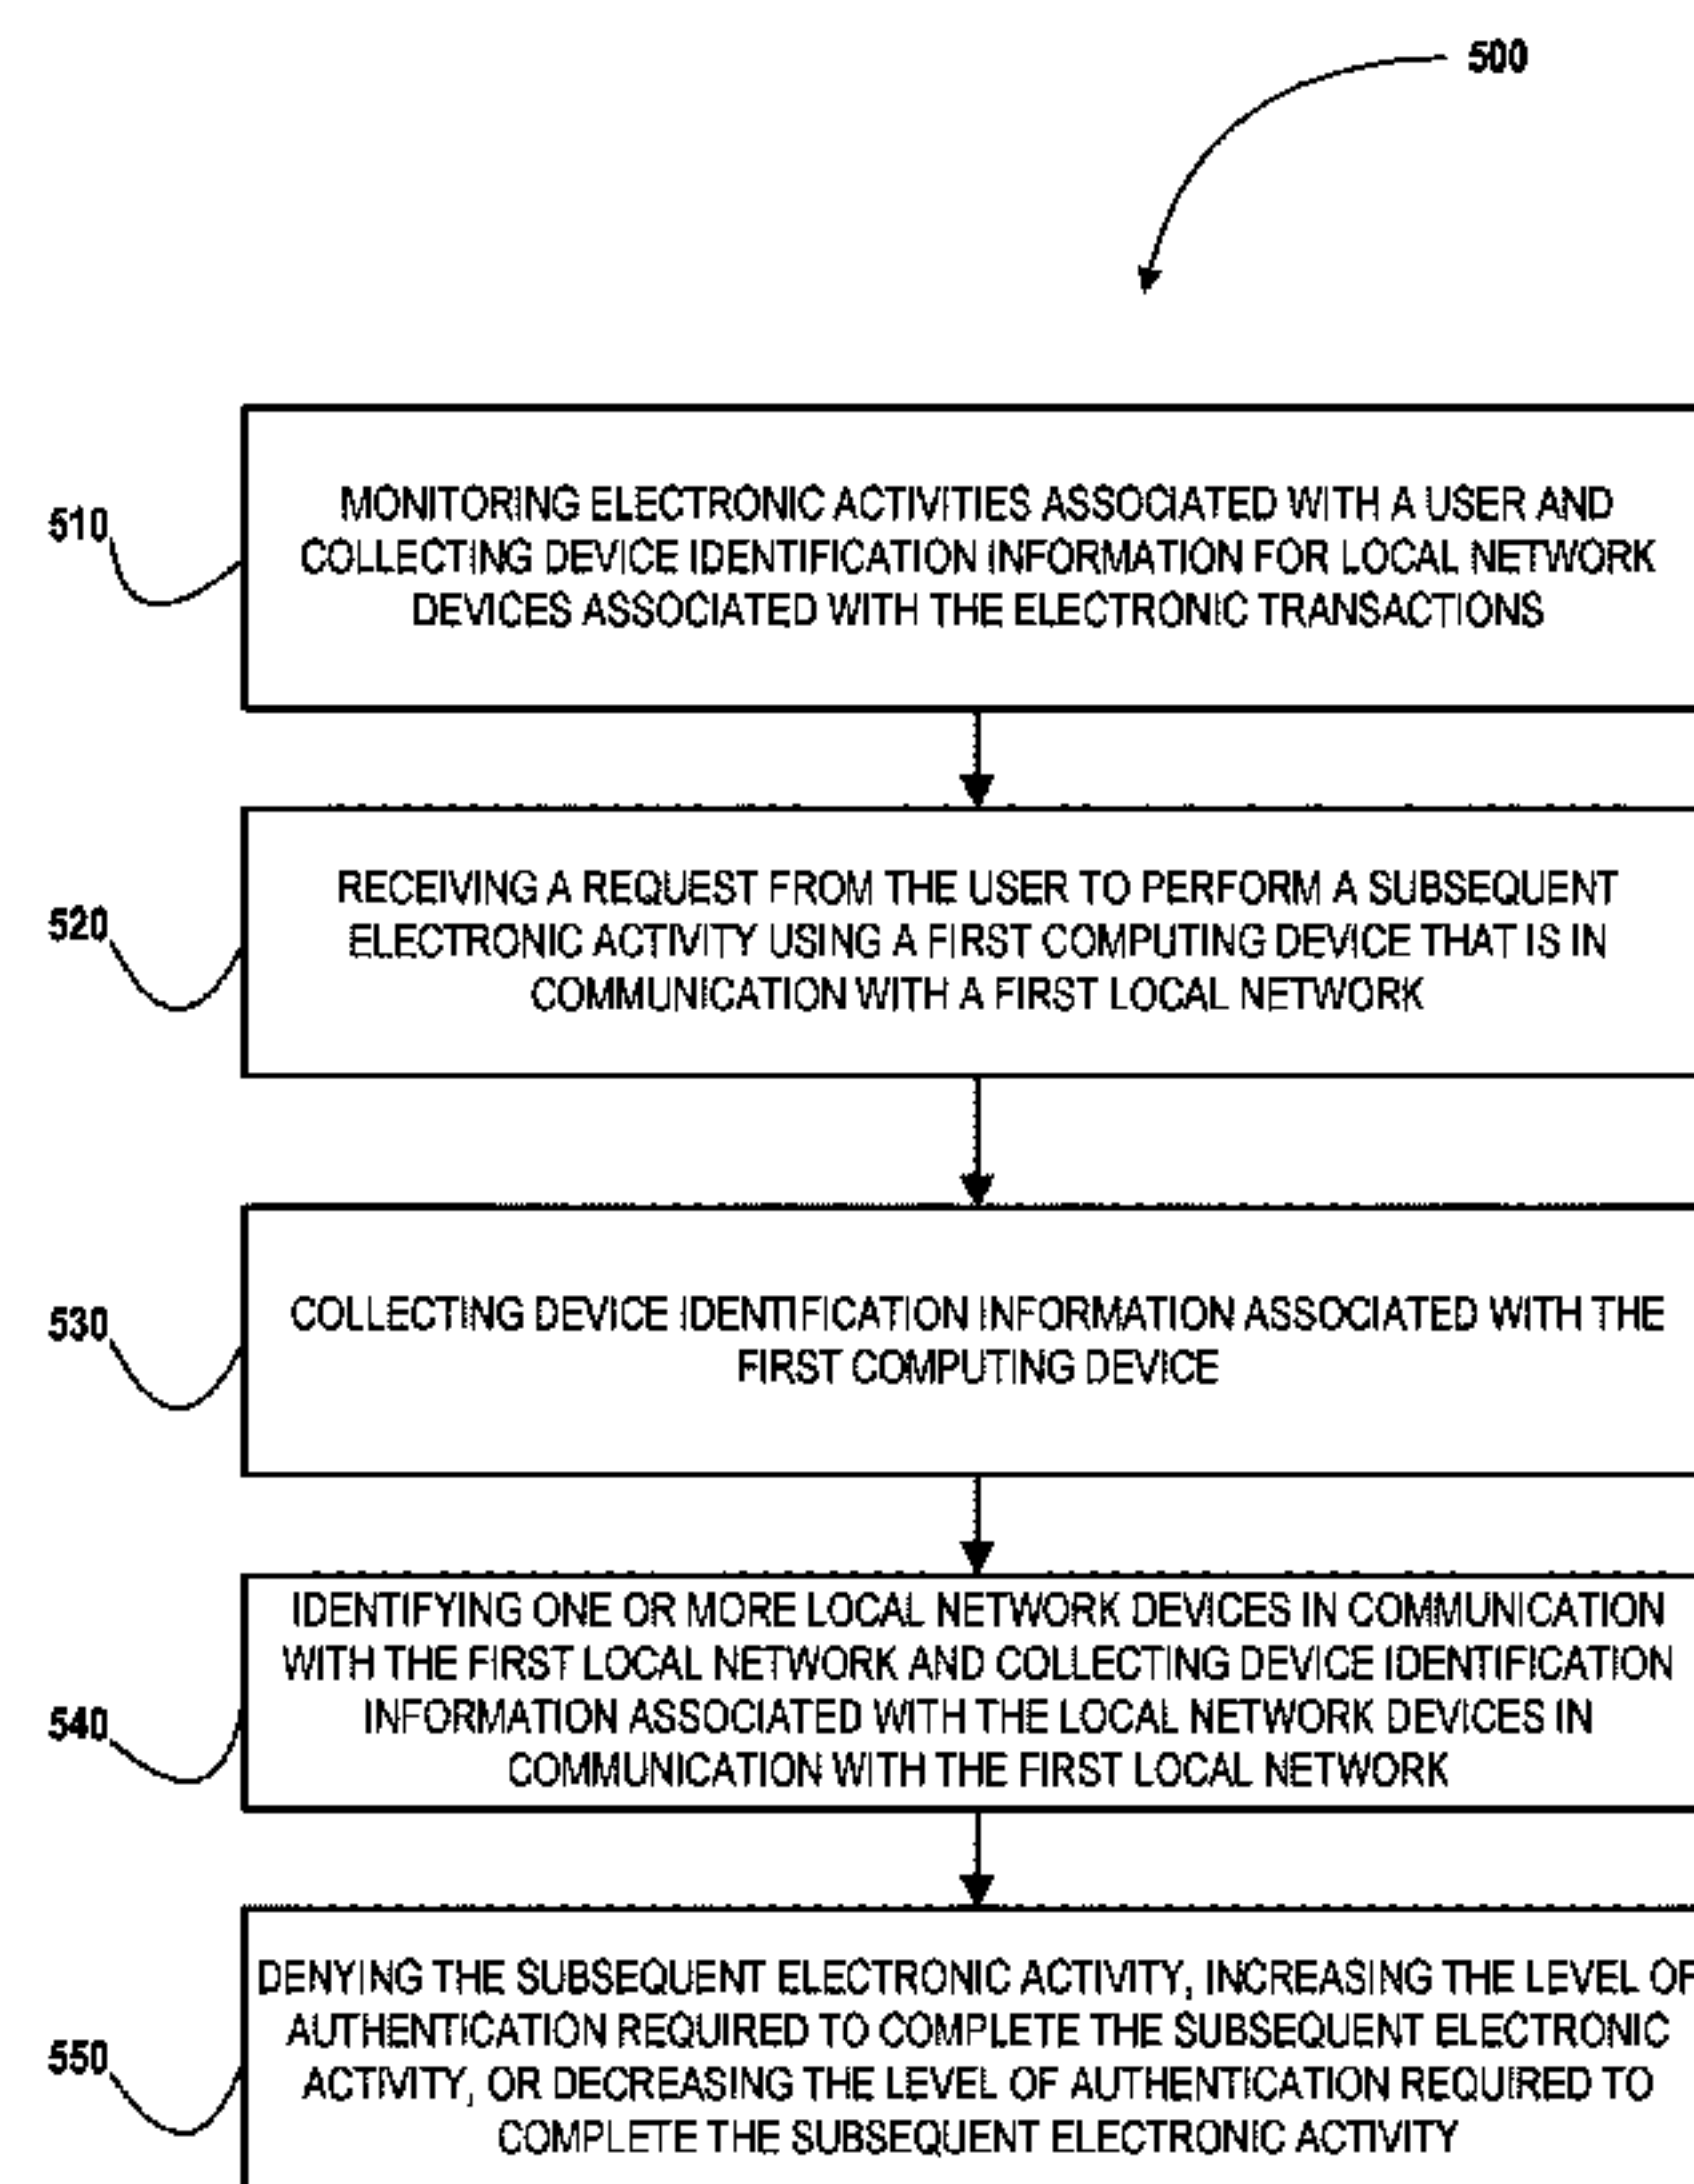 500
510
MONITORING ELECTRONIC ACTIVITIES ASSOCIATED WITH A USER AND
COLLECTING DEVICE IDENTIFICATION INFORMATION FOR LOCAL NETWORK
DEVICES ASSOCIATED WITH THE ELECTRONIC TRANSACTIONS
520
RECEIVING A REQUEST FROM THE USER TO PERFORM A SUBSEQUENT
ELECTRONIC ACTIVITY USING A FIRST COMPUTING DEVICE THAT IS IN
COMMUNICATION WITH A FIRST LOCAL NETWORK
530
COLLECTING DEVICE IDENTIFICATION INFORMATION ASSOCIATED WITH THE
FIRST COMPUTING DEVICE
540
IDENTIFYING ONE OR MORE LOCAL NETWORK DEVICES IN COMMUNICATION
WITH THE FIRST LOCAL NETWORK AND COLLECTING DEVICE IDENTIFICATION
INFORMATION ASSOCIATED WITH THE LOCAL NETWORK DEVICES IN
COMMUNICATION WITH THE FIRST LOCAL NETWORK
550
DENYING THE SUBSEQUENT ELECTRONIC ACTIVITY, INCREASING THE LEVEL OF
AUTHENTICATION REQUIRED TO COMPLETE THE SUBSEQUENT ELECTRONIC
ACTIVITY, OR DECREASING THE LEVEL OF AUTHENTICATION REQUIRED TO
COMPLETE THE SUBSEQUENT ELECTRONIC ACTIVITY